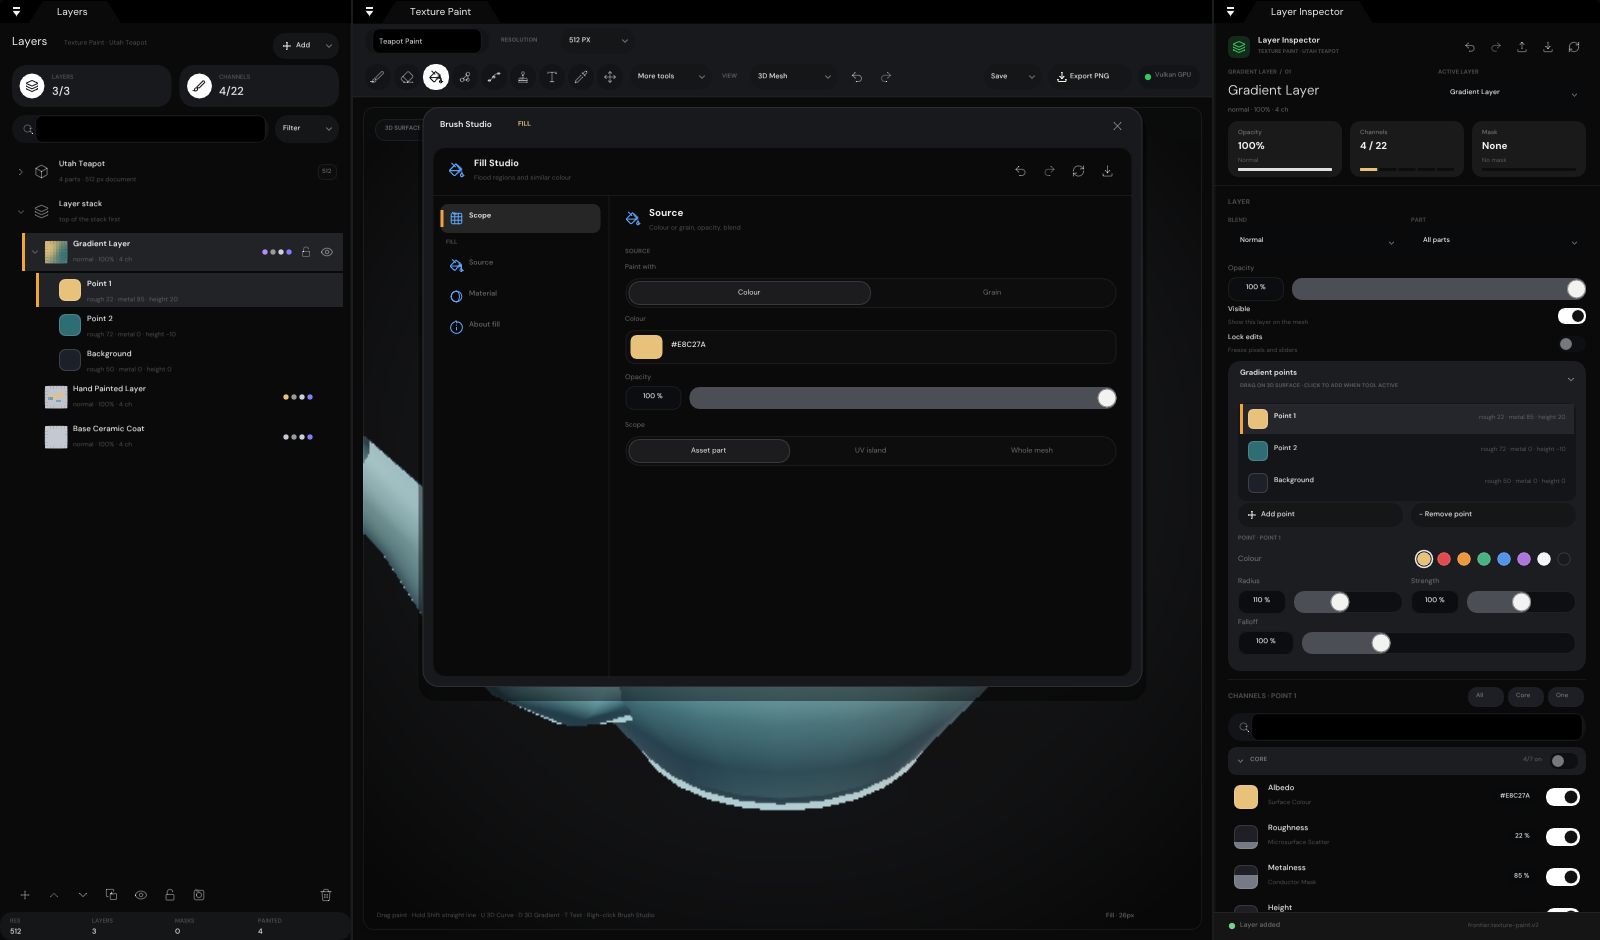 Layers
Texture Paint
Layer Inspector
Layers
Texture Paint · Utah Teapot
Add
LAYERS
3/3
CHANNELS
4/22
Filter
Utah Teapot
4 parts · 512 px document
512
Layer stack
top of the stack first
Gradient Layer
normal · 100% · 4 ch
Point 1
rough 22 · metal 85 · height 20
Point 2
rough 72 · metal 0 · height -10
Background
rough 50 · metal 0 · height 0
Hand Painted Layer
normal · 100% · 4 ch
Base Ceramic Coat
normal · 100% · 4 ch
RES
512
LAYERS
3
MASKS
0
PAINTED
4
Teapot Paint
RESOLUTION
512 PX
More tools
VIEW
3D Mesh
Save
Export PNG
Vulkan GPU
3D SURFACE
Brush Studio
FILL
Fill Studio
Flood regions and similar colour
Scope
FILL
Source
Material
About fill
Source
Colour or grain, opacity, blend
SOURCE
Paint with
Colour
Grain
Colour
#E8C27A
Opacity
100 %
Scope
Asset part
UV island
Whole mesh
Drag paint · Hold Shift straight line · U 3D Curve · D 3D Gradient · T Text · Righ-click Brush Studio
Fill · 26px
Layer Inspector
TEXTURE PAINT · UTAH TEAPOT
GRADIENT LAYER / 01
Gradient Layer
normal · 100% · 4 ch
ACTIVE LAYER
Gradient Layer
Opacity
100%
Normal
Channels
4 / 22
Mask
None
No mask
LAYER
BLEND
Normal
PART
All parts
Opacity
100 %
Visible
Show this layer on the mesh
Lock edits
Freeze pixels and sliders
Gradient points
DRAG ON 3D SURFACE · CLICK TO ADD WHEN TOOL ACTIVE
Point 1
rough 22 · metal 85 · height 20
Point 2
rough 72 · metal 0 · height -10
Background
rough 50 · metal 0 · height 0
Add point
- Remove point
POINT · POINT 1
Colour
Radius
110 %
Strength
100 %
Falloff
100 %
CHANNELS · POINT 1
All
Core
One
CORE
4/7 on
Albedo
Surface Colour
#E8C27A
Roughness
Microsurface Scatter
22 %
Metalness
Conductor Mask
85 %
Height
Layer added
frontier.texture-paint.v3